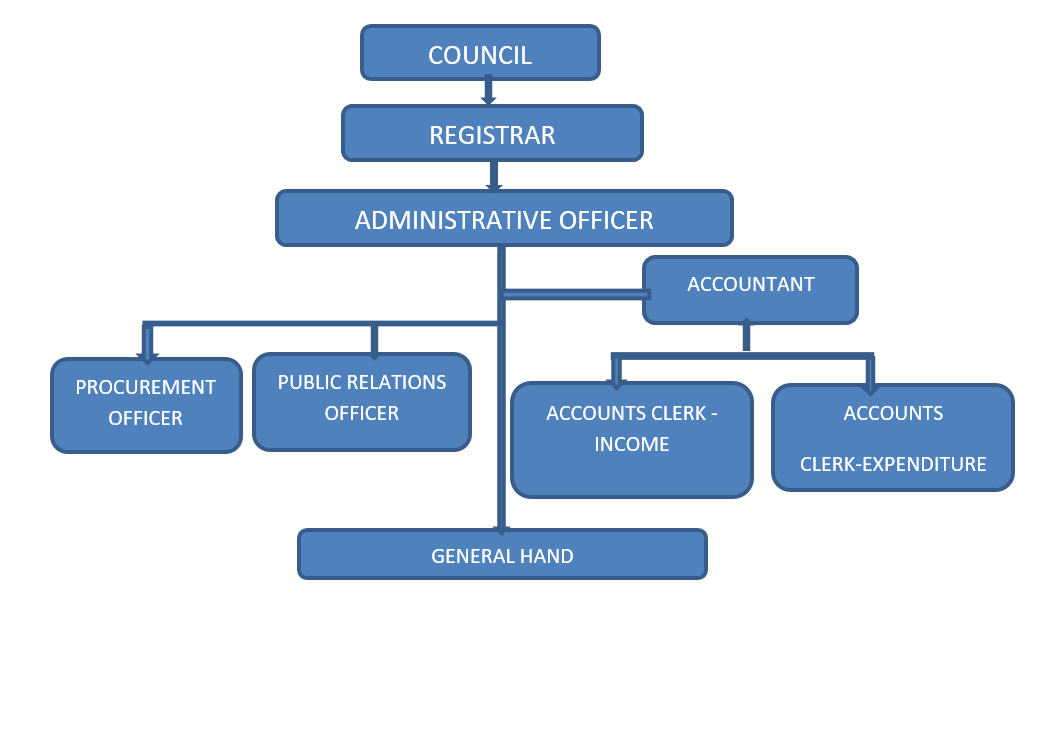 COUNCIL
REGISTRAR
ADMINISTRATIVE OFFICER
ACCOUNTANT
PROCUREMENT
OFFICER
PUBLIC RELATIONS
OFFICER
ACCOUNTS CLERK -
INCOME
ACCOUNTS
CLERK-EXPENDITURE
GENERAL HAND